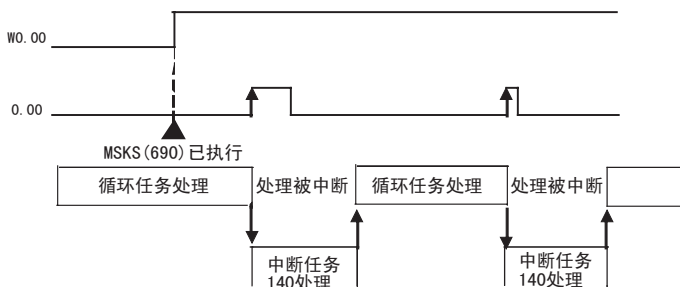 W0.00
0.00
MSKS(690)已执行
循环任务处理
处理被中断
循环任务处理
处理被中断
中断任务
140处理
中断任务
140处理